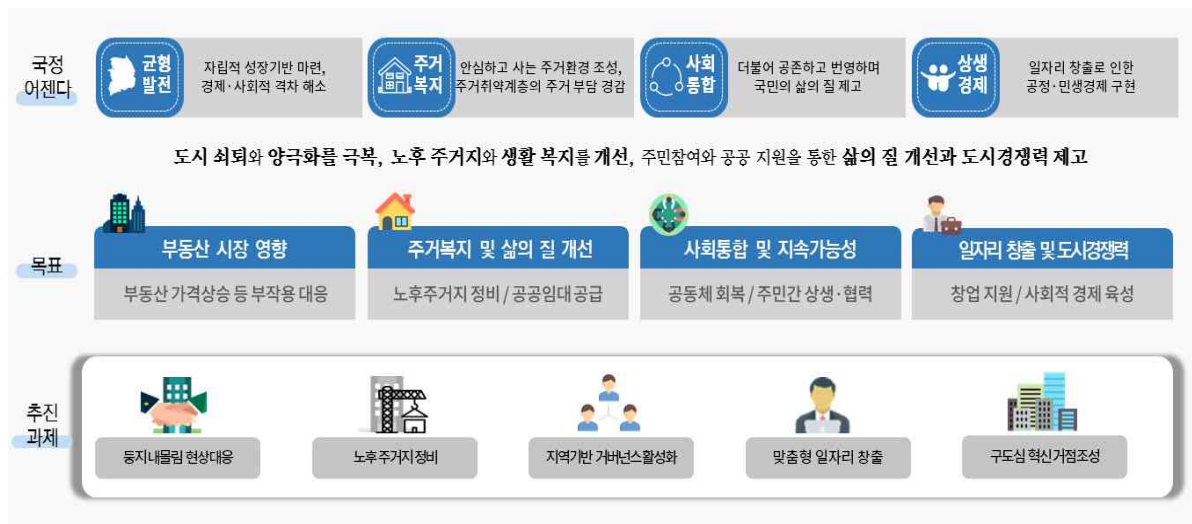 국정
어젠다
균형
발전
자립적 성장기반 마련,
경제·사회적 격차 해소
주거
복지
안심하고 사는 주거환경 조성,
주거취약계층의 주거 부담 경감
사회
통합
더불어 공존하고 번영하며
국민의 삶의 질 제고
상생
경제
일자리 창출로 인한
공정·민생경제 구현
도시 쇠퇴와 양극화를 극복, 노후 주거지와 생활 복지를 개선, 주민참여와 공공 지원을 통한 삶의 질 개선과 도시경쟁력 제고
목표
부동산 시장 영향
부동산 가격상승 등 부작용 대응
주거복지 및 삶의 질 개선
노후주거지 정비 / 공공임대 공급
사회통합 및 지속가능성
공동체 회복 / 주민간 상생·협력
일자리 창출 및 도시경쟁력
창업 지원 / 사회적 경제 육성
추진
과제
둥지내몰림 현상대응
노후 주거지 정비
지역기반 거버넌스활성화
맞춤형 일자리 창출
구도심 혁신거점조성